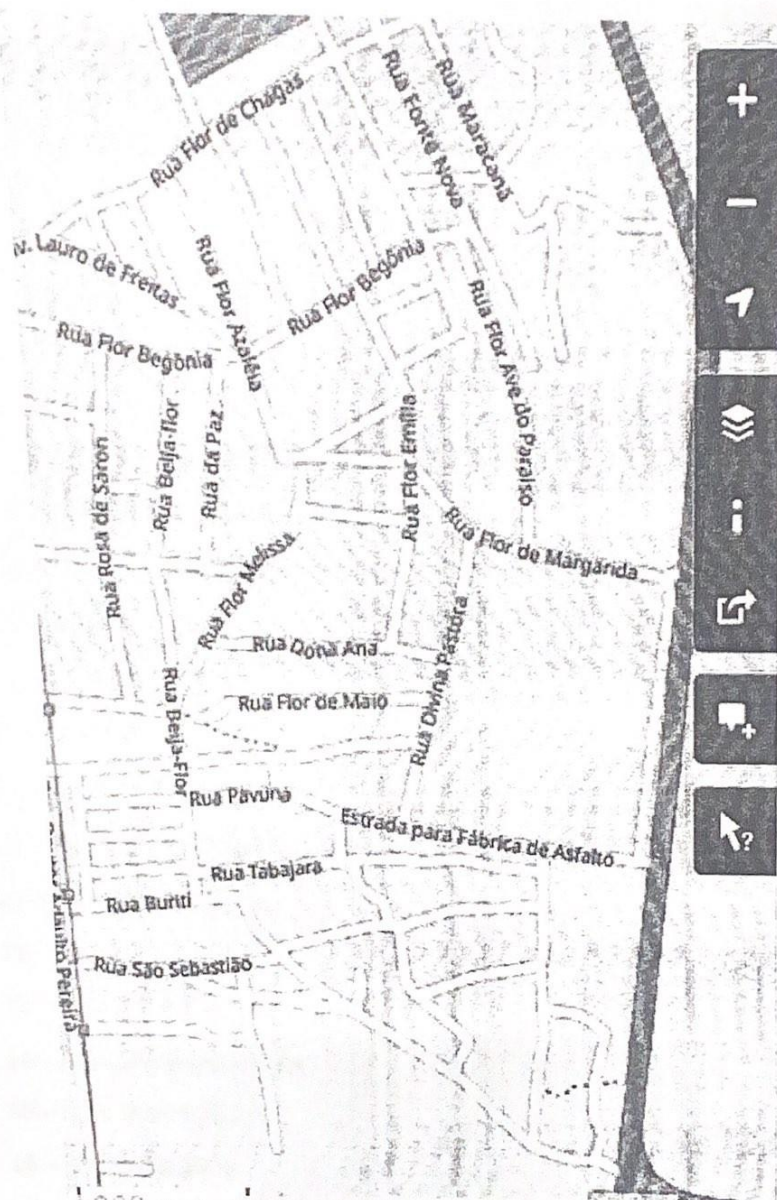 Rua Flor de Chagas
Rua Fonte Nova
Rua Maracanã
v. Lauro de Freitas
Rua Flor Azaléia
Rua Flor Begônia
Rua Flor Begônia
Rua Flor Ave do Paraíso
Rua Beija-flor
Rua da Paz
Rua Flor Emília
Rua Rosa de Saron
Rua Flor de Margarida
Rua Flor Melissa
Rua Dona Ana
Rua Divina Pastora
Rua Flor de Maio
Rua Beija-Flor
Rua Pavuna
Estrada para Fábrica de Asfalto
Rua Tabajara
Rua Buriti
Rua São Sebastião
Pereira
+
−
i
?